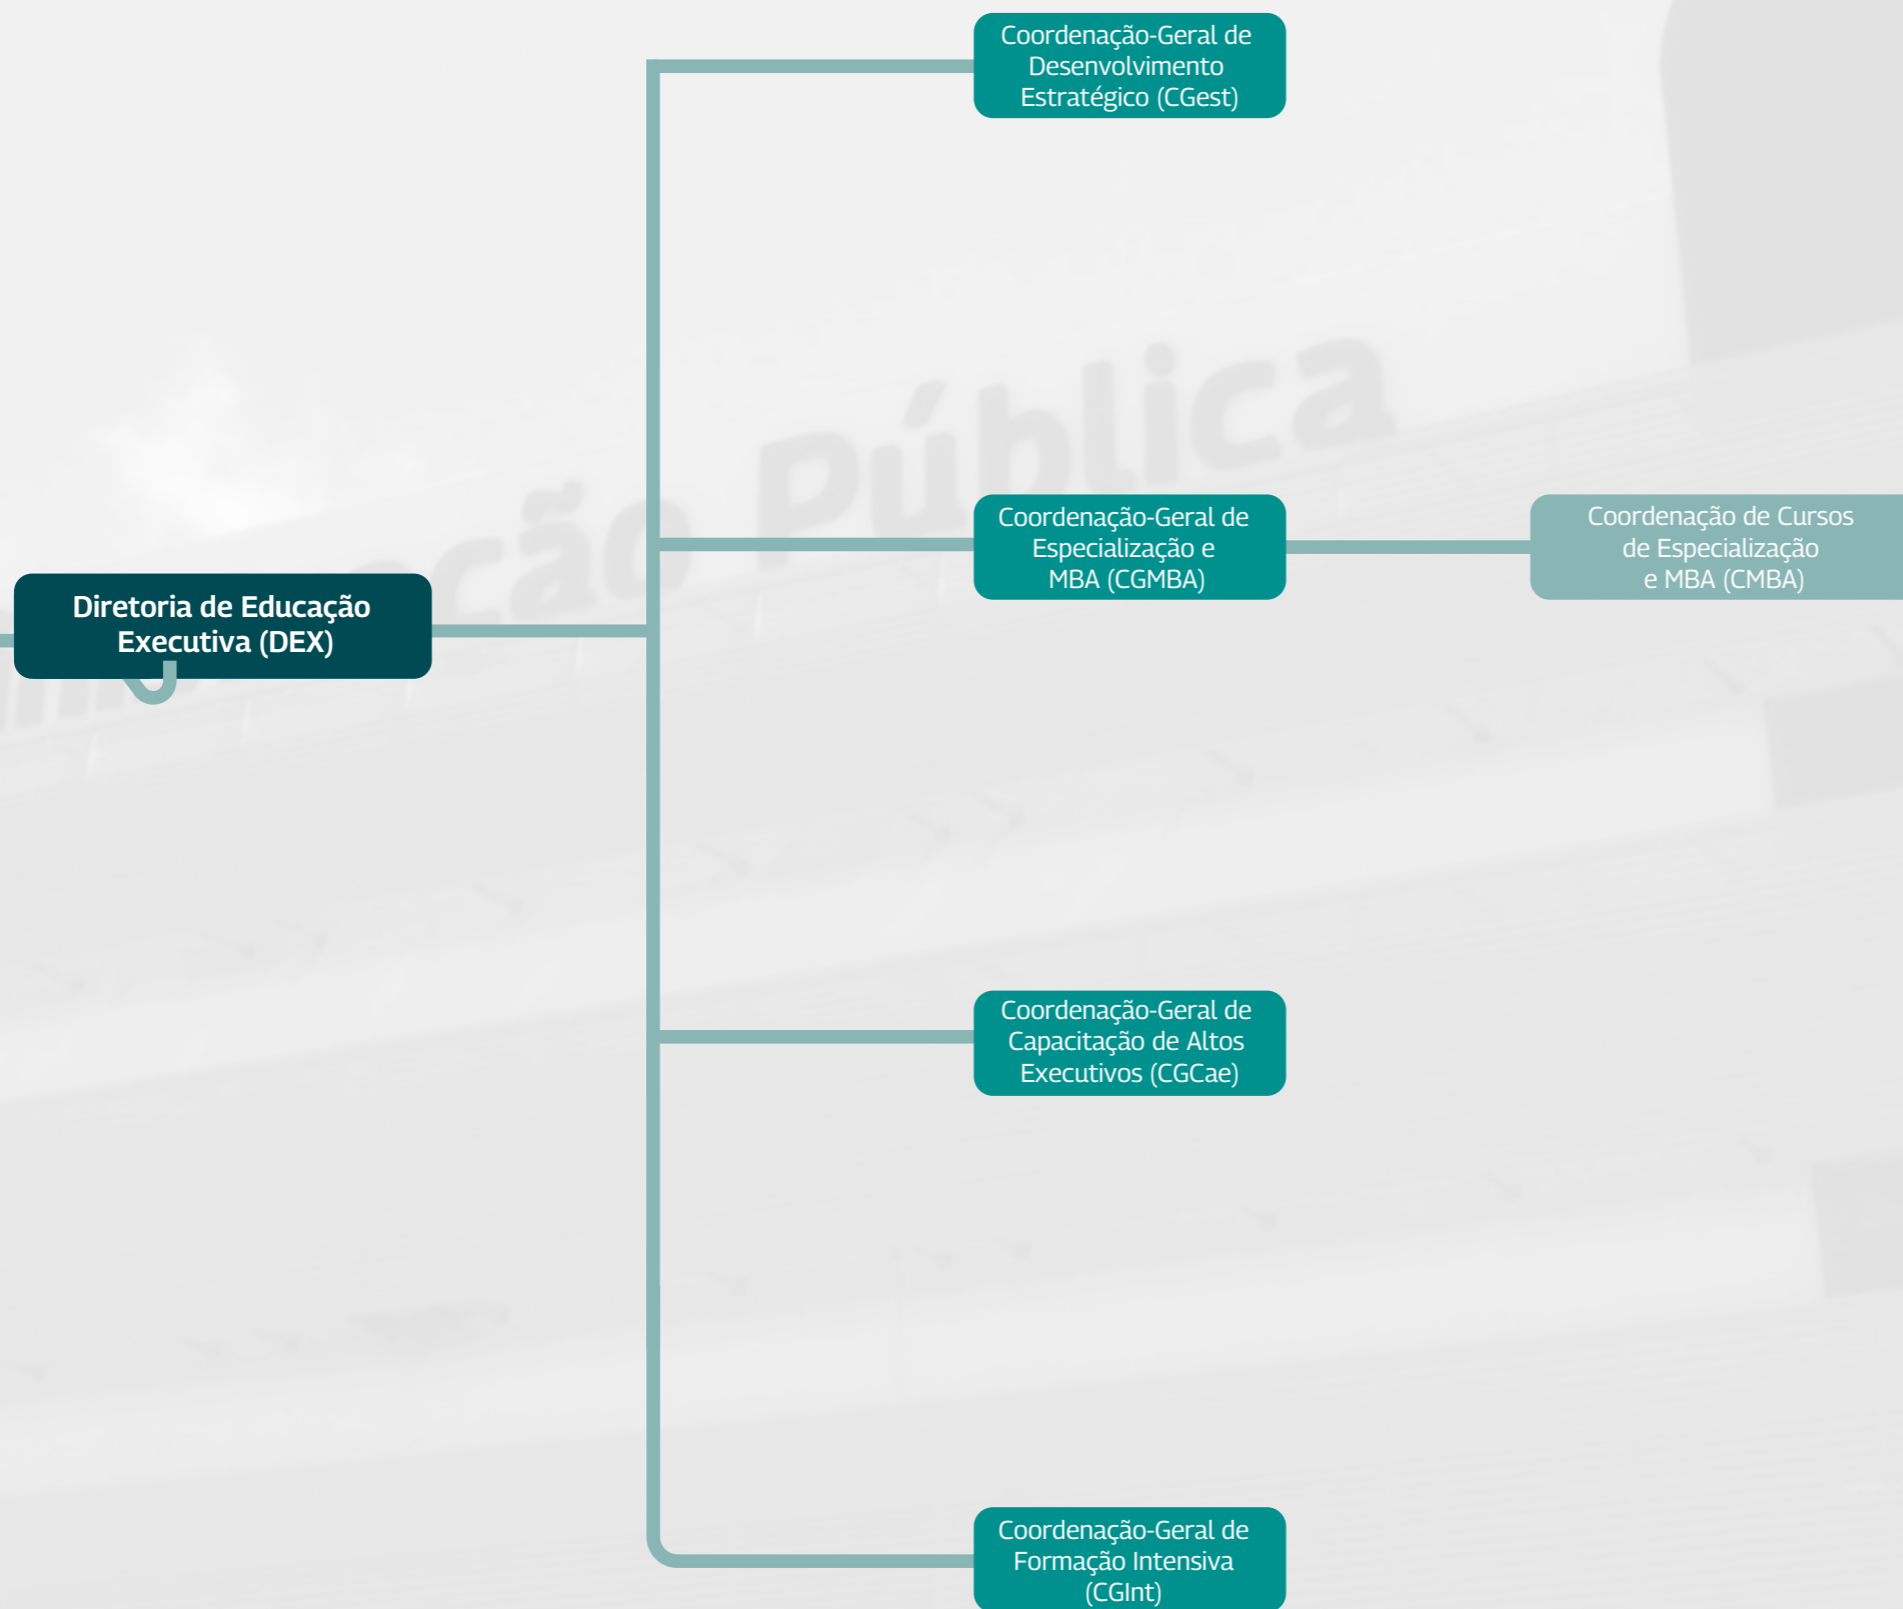 Coordenação-Geral de
Desenvolvimento
Estratégico (CGest)
ção Pública
Coordenação-Geral de
Especialização e
MBA (CGMBA)
Coordenação de Cursos
de Especialização
e MBA (CMBA)
Diretoria de Educação
Executiva (DEX)
Coordenação-Geral de
Capacitação de Altos
Executivos (CGCae)
Coordenação-Geral de
Formação Intensiva
(CGInt)